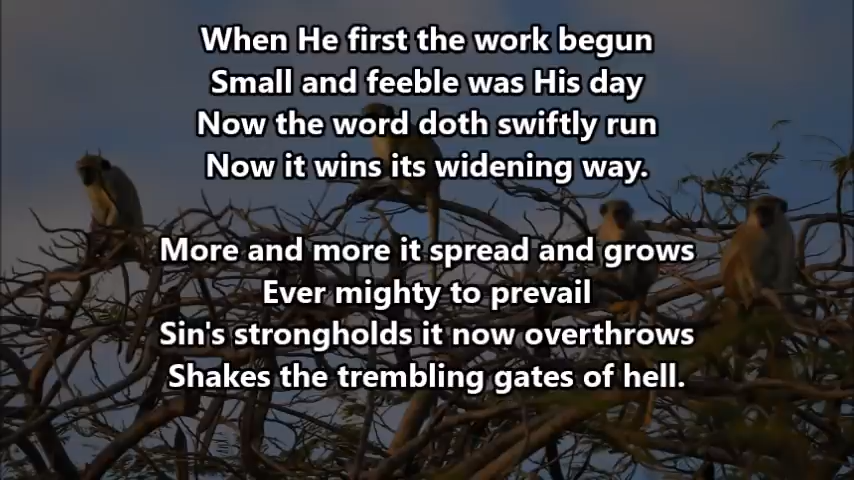 When He first the work begun
Small and feeble was His day
Now the word doth swiftly run
Now it wins its widening way.
More and more it spread and grows
Ever mighty to prevail
Sin's strongholds it now overthrows
Shakes the trembling gates of hell.